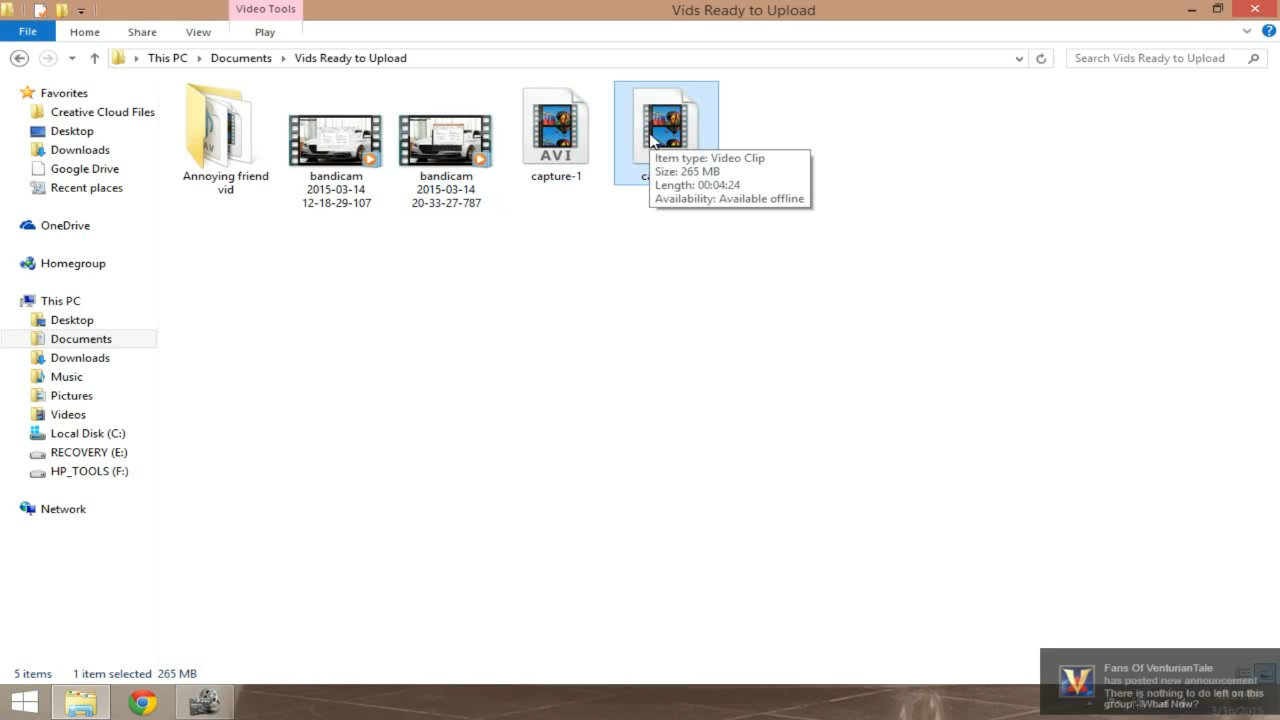 Video Tools
Vids Ready to Upload
File
Home
Share
View
Play
This PC
Documents
Vids Ready to Upload
Search Vids Ready to Upload
Favorites
Creative Cloud Files
Desktop
Downloads
Google Drive
Recent places
OneDrive
Homegroup
This PC
Desktop
Documents
Downloads
Music
Pictures
Videos
Local Disk (C:)
RECOVERY (E:)
HP_TOOLS (F:)
Network
Annoying friend
vid
bandicam
2015-03-14
12-18-29-107
bandicam
2015-03-14
20-33-27-787
AVI
capture-1
Item type: Video Clip
Size: 265 MB
Length: 00:04:24
Availability: Available offline
5 items
1 item selected 265 MB
Fans Of VenturianTale
has posted new announcement
There is nothing to do left on this
group... What Now?